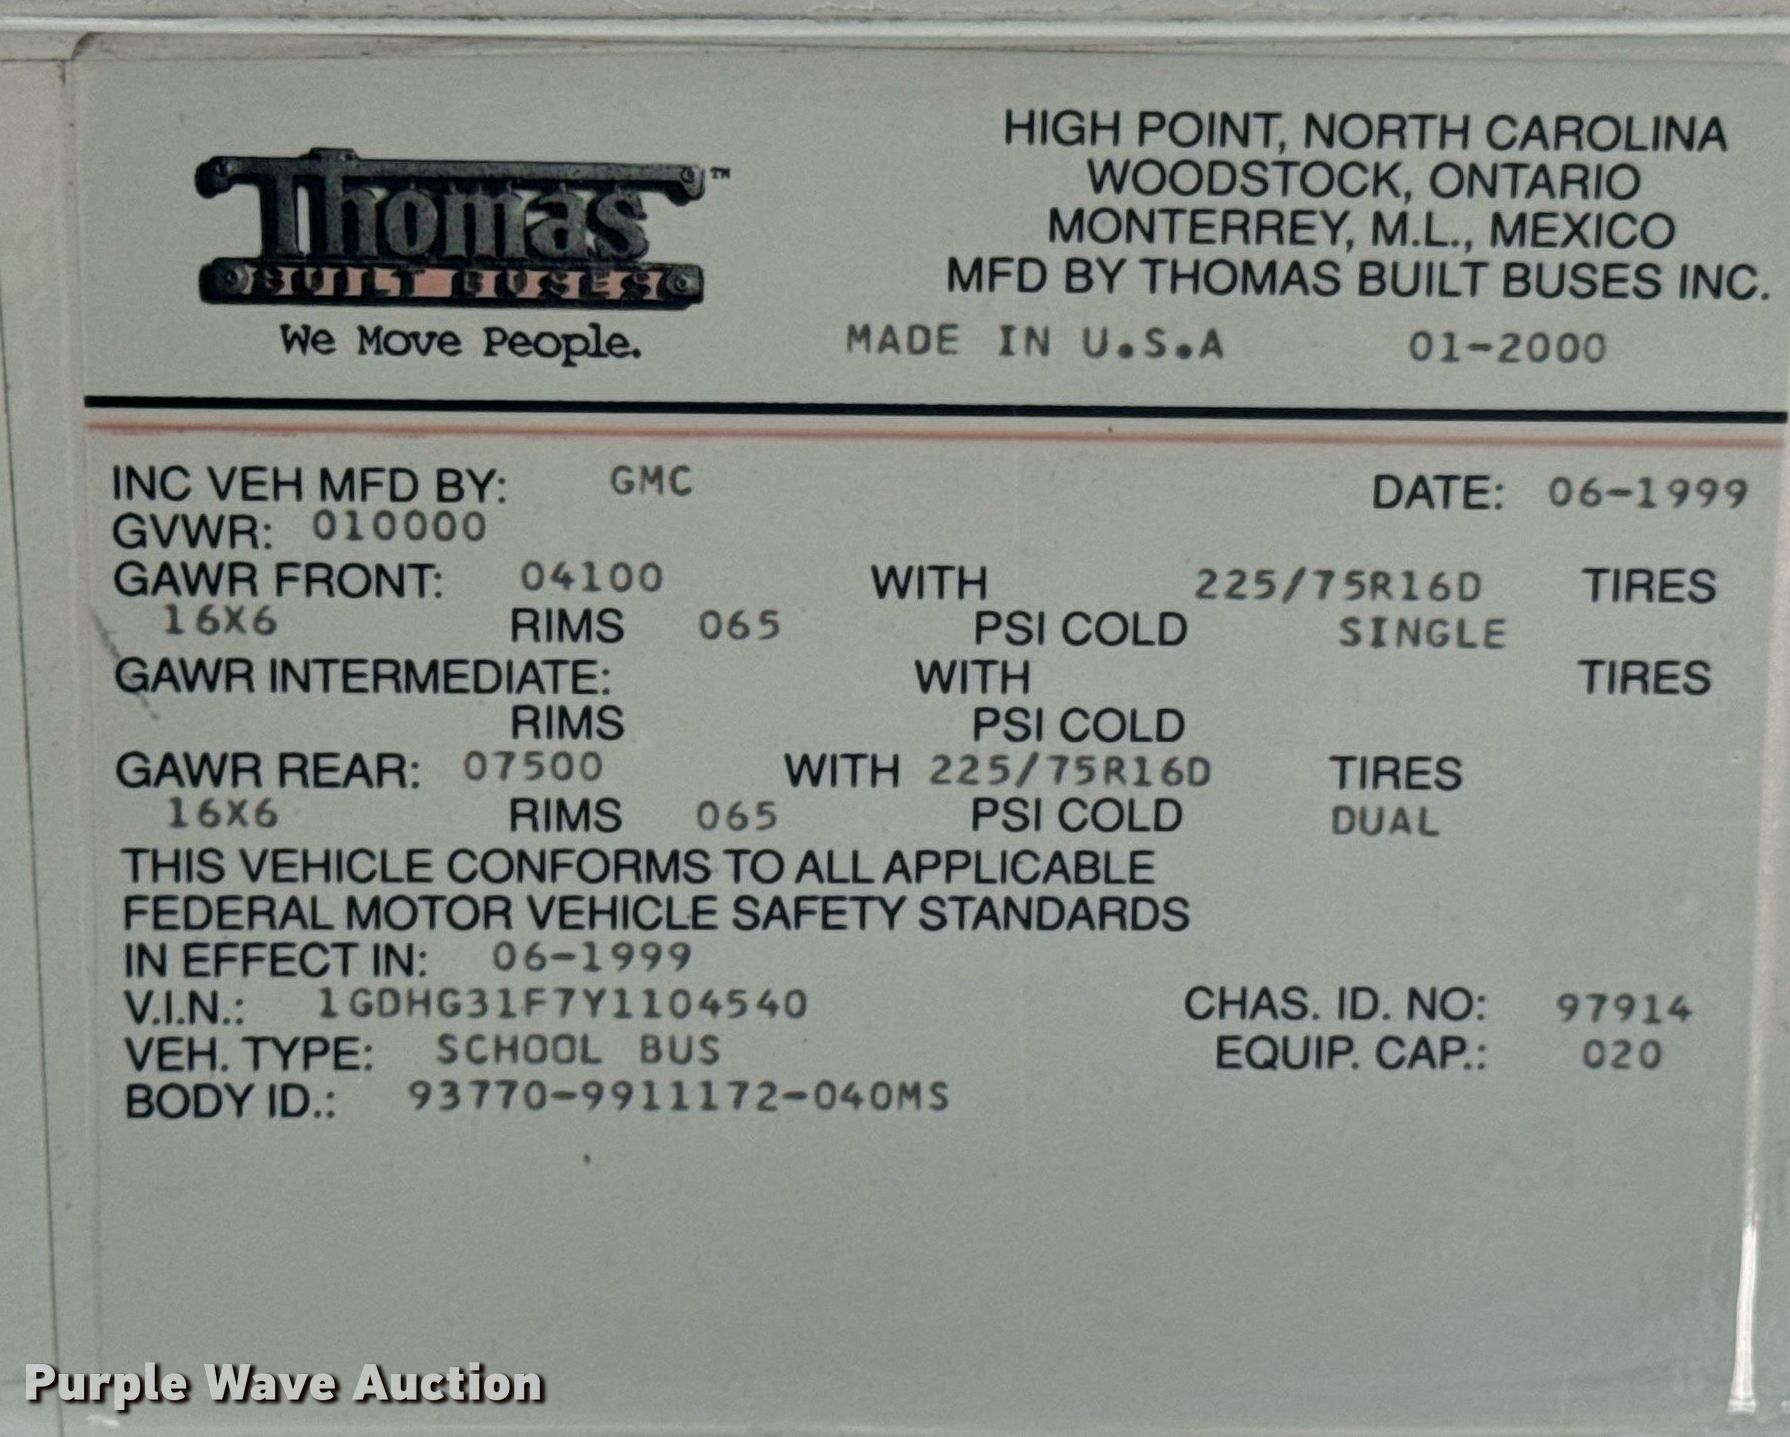 Thomas ™
BUILT BUSES
We Move People.
HIGH POINT, NORTH CAROLINA
WOODSTOCK, ONTARIO
MONTERREY, M.L., MEXICO
MFD BY THOMAS BUILT BUSES INC.
MADE IN U.S.A 01-2000
INC VEH MFD BY: GMC DATE: 06-1999
GVWR: 010000
GAWR FRONT: 04100 WITH 225/75R16D TIRES
16X6 RIMS 065 PSI COLD SINGLE
GAWR INTERMEDIATE: WITH TIRES
RIMS PSI COLD
GAWR REAR: 07500 WITH 225/75R16D TIRES
16X6 RIMS 065 PSI COLD DUAL
THIS VEHICLE CONFORMS TO ALL APPLICABLE
FEDERAL MOTOR VEHICLE SAFETY STANDARDS
IN EFFECT IN: 06-1999
V.I.N.: 1GDHG31F7Y1104540 CHAS. ID. NO: 97914
VEH. TYPE: SCHOOL BUS EQUIP. CAP.: 020
BODY ID.: 93770-9911172-040MS
Purple Wave Auction